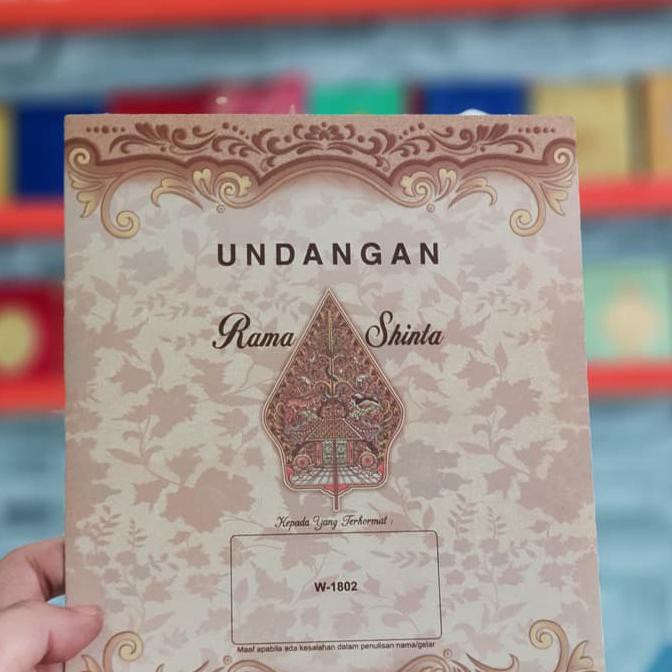 UNDANGAN
Rama Shinta
Kepada Yang Terhormat :
W-1802
Maaf apabila ada kesalahan dalam penulisan nama/gelar